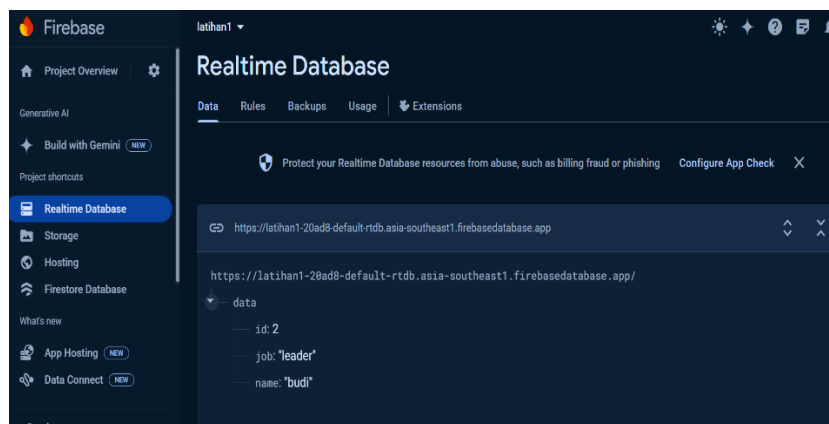 Firebase
latihan1
Project Overview
Realtime Database
Data Rules Backups Usage Extensions
Generative AI
Build with Gemini NEW
Protect your Realtime Database resources from abuse, such as billing fraud or phishing Configure App Check
Project shortcuts
Realtime Database
https://latihan1-20ad8-default-rtdb.asia-southeast1.firebasedatabase.app
Storage
Hosting
https://latihan1-20ad8-default-rtdb.asia-southeast1.firebasedatabase.app/
Firestore Database
data
What's new
id: 2
App Hosting NEW
job: "leader"
Data Connect NEW
name: "budi"